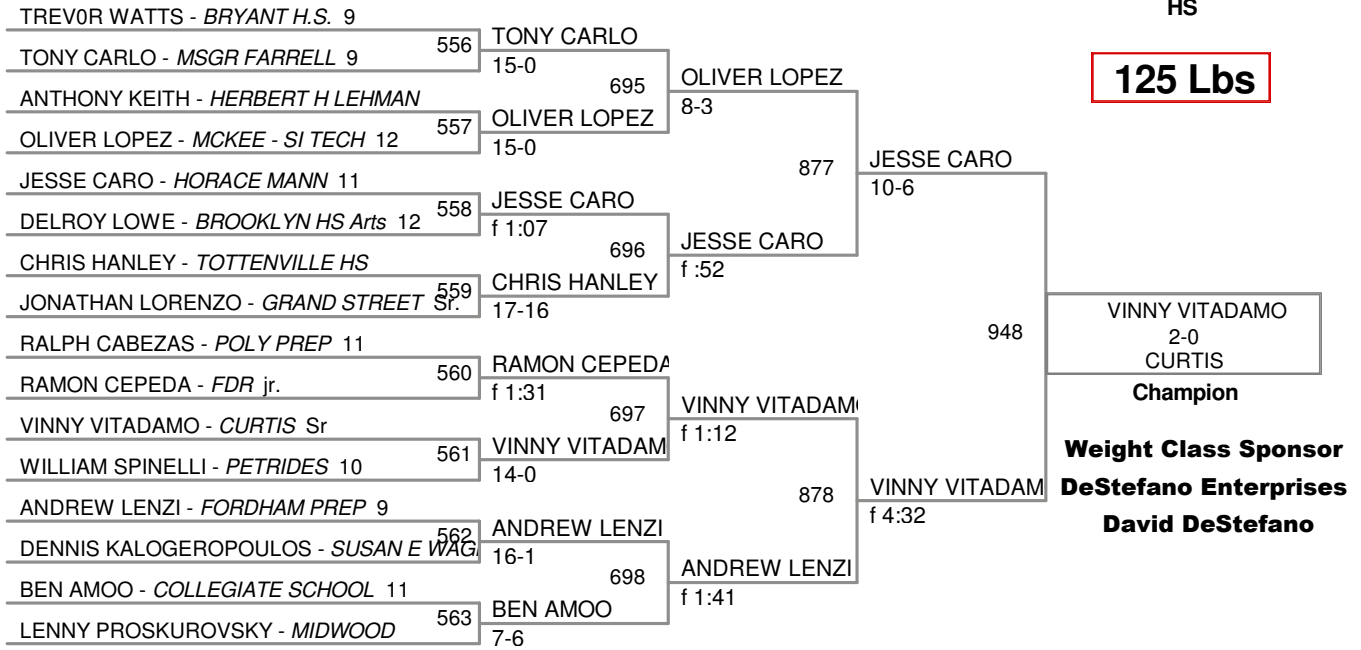 HS
125 Lbs
TREV0R WATTS - BRYANT H.S. 9
TONY CARLO - MSGR FARRELL 9
ANTHONY KEITH - HERBERT H LEHMAN
OLIVER LOPEZ - MCKEE - SI TECH 12
JESSE CARO - HORACE MANN 11
DELROY LOWE - BROOKLYN HS Arts 12
CHRIS HANLEY - TOTTENVILLE HS
JONATHAN LORENZO - GRAND STREET Sr.
RALPH CABEZAS - POLY PREP 11
RAMON CEPEDA - FDR jr.
VINNY VITADAMO - CURTIS Sr
WILLIAM SPINELLI - PETRIDES 10
ANDREW LENZI - FORDHAM PREP 9
DENNIS KALOGEROPOULOS - SUSAN E WAG
BEN AMOO - COLLEGIATE SCHOOL 11
LENNY PROSKUROVSKY - MIDWOOD
556
557
558
559
560
561
562
563
TONY CARLO
15-0
OLIVER LOPEZ
15-0
JESSE CARO
f 1:07
CHRIS HANLEY
17-16
RAMON CEPEDA
f 1:31
VINNY VITADAM
14-0
ANDREW LENZI
16-1
BEN AMOO
7-6
695
696
697
698
OLIVER LOPEZ
8-3
JESSE CARO
f :52
VINNY VITADAMO
f 1:12
ANDREW LENZI
f 1:41
877
878
JESSE CARO
10-6
VINNY VITADAM
f 4:32
948
VINNY VITADAMO
2-0
CURTIS
Champion
Weight Class Sponsor
DeStefano Enterprises
David DeStefano